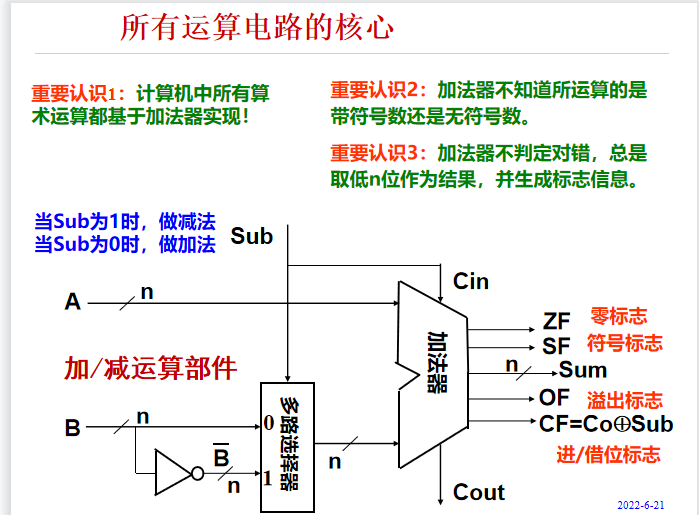 所有运算电路的核心
重要认识1：计算机中所有算
术运算都基于加法器实现！
重要认识2：加法器不知道所运算的是
带符号数还是无符号数。
重要认识3：加法器不判定对错，总是
取低n位作为结果，并生成标志信息。
当Sub为1时，做减法
当Sub为0时，做加法
Sub
Cin
A
n
加法器
ZF 零标志
SF 符号标志
n
Sum
OF 溢出标志
CF=Co⊕Sub
进/借位标志
加/减运算部件
B
n
0
多路选择器
B̅
n
1
n
Cout
2022-6-21